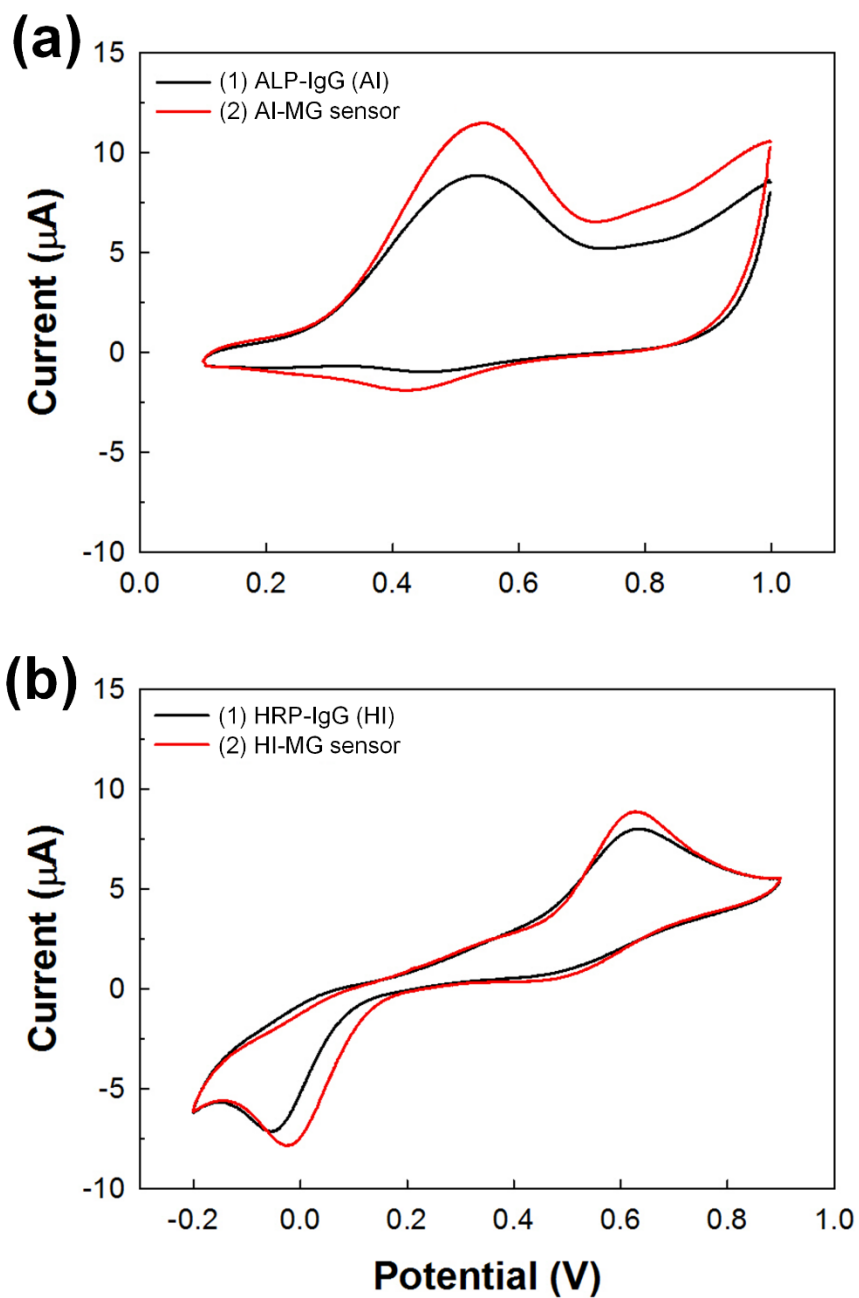 (a)
15
(1) ALP-IgG (AI)
(2) AI-MG sensor
10
5
0
-5
-10
Current (μA)
0.0 0.2 0.4 0.6 0.8 1.0
(b)
15
(1) HRP-IgG (HI)
(2) HI-MG sensor
10
5
0
-5
-10
Current (μA)
-0.2 0.0 0.2 0.4 0.6 0.8 1.0
Potential (V)